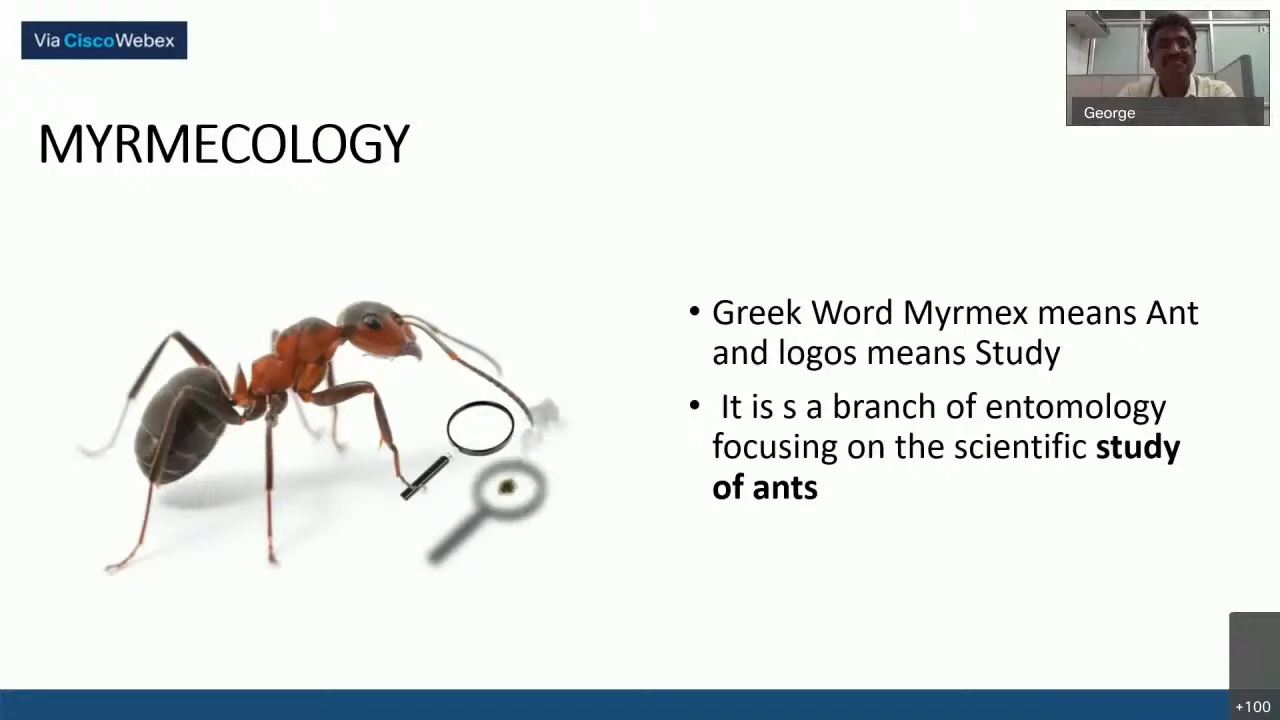 Via CiscoWebex
George
MYRMECOLOGY
• Greek Word Myrmex means Ant
and logos means Study
• It is s a branch of entomology
focusing on the scientific study
of ants
+100